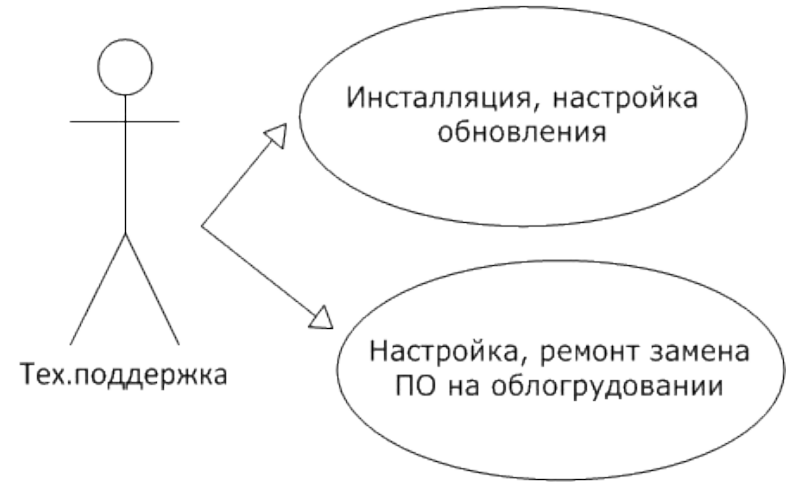 Инсталляция, настройка
обновления
Настройка, ремонт замена
ПО на облогрудовании
Тех.поддержка